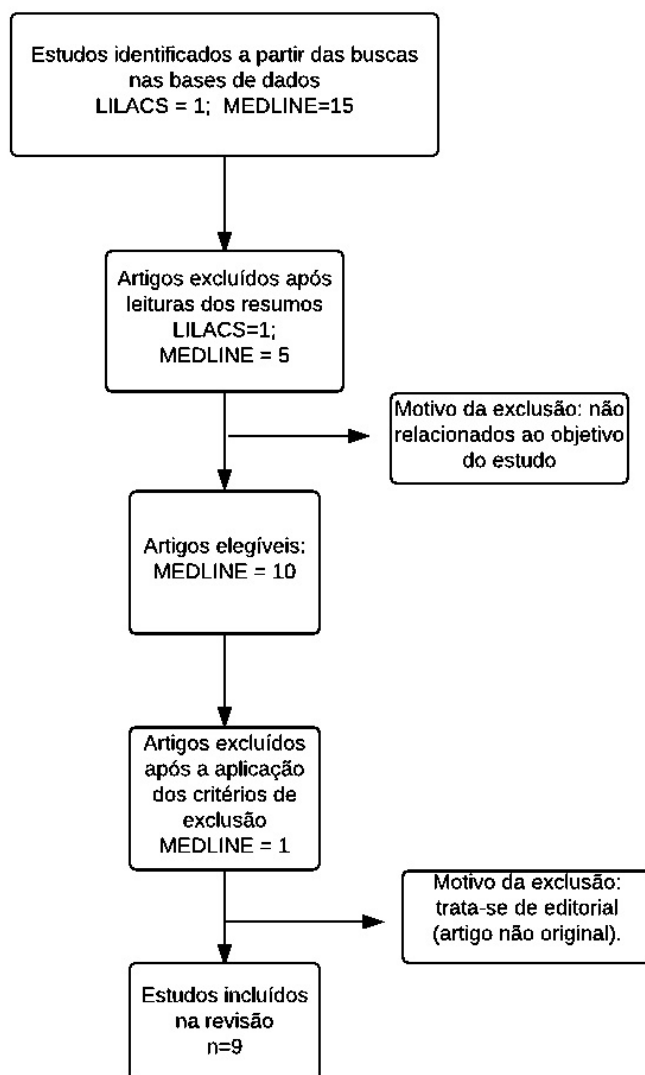 Estudos identificados a partir das buscas
nas bases de dados
LILACS = 1;  MEDLINE=15
Artigos excluídos após
leituras dos resumos
LILACS=1;
MEDLINE = 5
Motivo da exclusão: não
relacionados ao objetivo
do estudo
Artigos elegíveis:
MEDLINE = 10
Artigos excluídos
após a aplicação
dos critérios de
exclusão
MEDLINE = 1
Motivo da exclusão:
trata-se de editorial
(artigo não original).
Estudos incluídos
na revisão
n=9